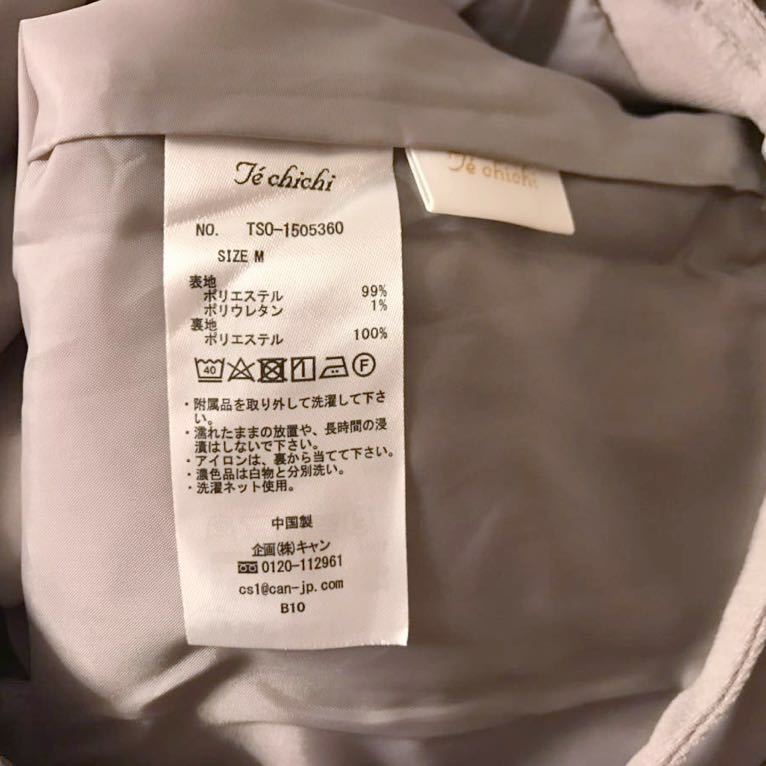 Té chichi
Té chichi
NO. TSO-1505360
SIZE M
表地
ポリエステル 99%
ポリウレタン 1%
裏地
ポリエステル 100%
40
F
・附属品を取り外して洗濯して下さ
い。
・濡れたままの放置や、長時間の浸
漬はしないで下さい。
・アイロンは、裏から当てて下さい。
・濃色品は白物と分別洗い。
・洗濯ネット使用。
中国製
企画(株)キャン
0120-112961
cs1@can-jp.com
B10